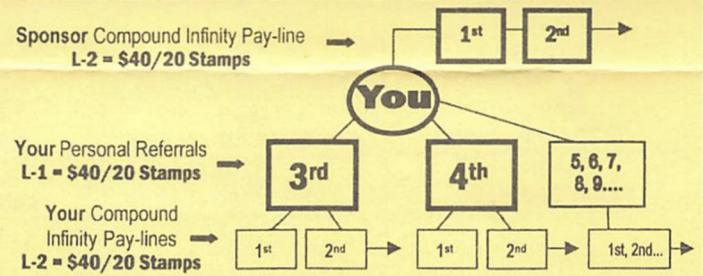 Sponsor Compound Infinity Pay-line
L-2 = $40/20 Stamps
1st 2nd
You
Your Personal Referrals
L-1 = $40/20 Stamps
3rd 4th 5, 6, 7,
8, 9....
Your Compound
Infinity Pay-lines
L-2 = $40/20 Stamps
1st 2nd 1st 2nd 1st, 2nd...